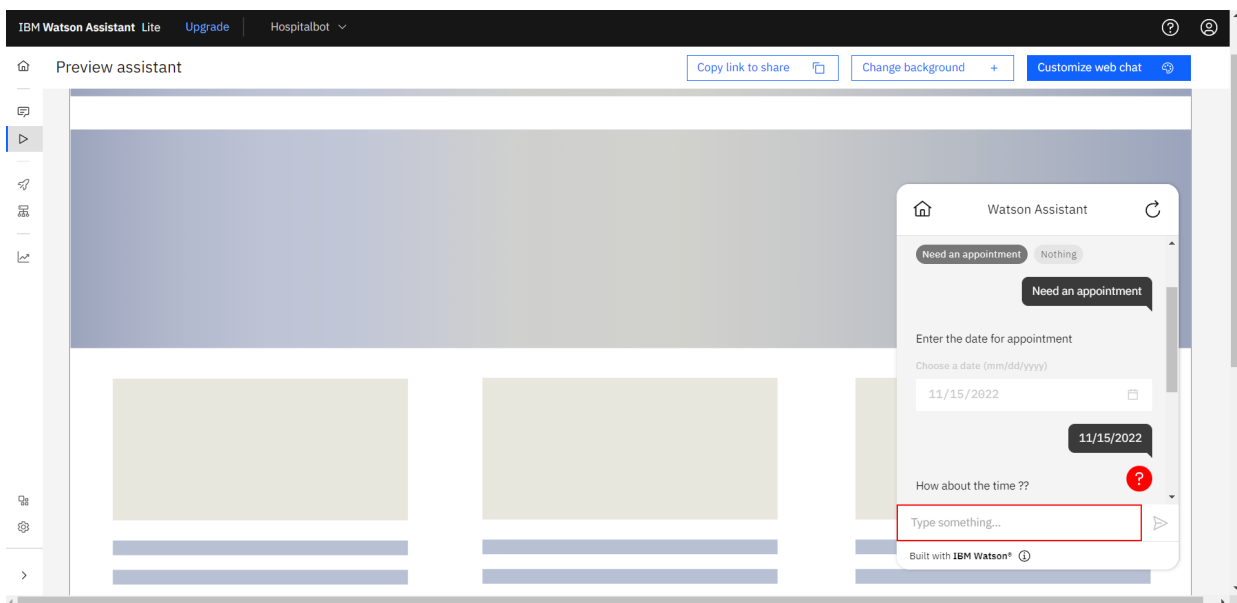 IBM Watson Assistant Lite Upgrade Hospitalbot
Preview assistant
Copy link to share
Change background +
Customize web chat
Watson Assistant
Need an appointment Nothing
Need an appointment
Enter the date for appointment
Choose a date (mm/dd/yyyy)
11/15/2022
11/15/2022
?
How about the time ??
Type something...
Built with IBM Watson®